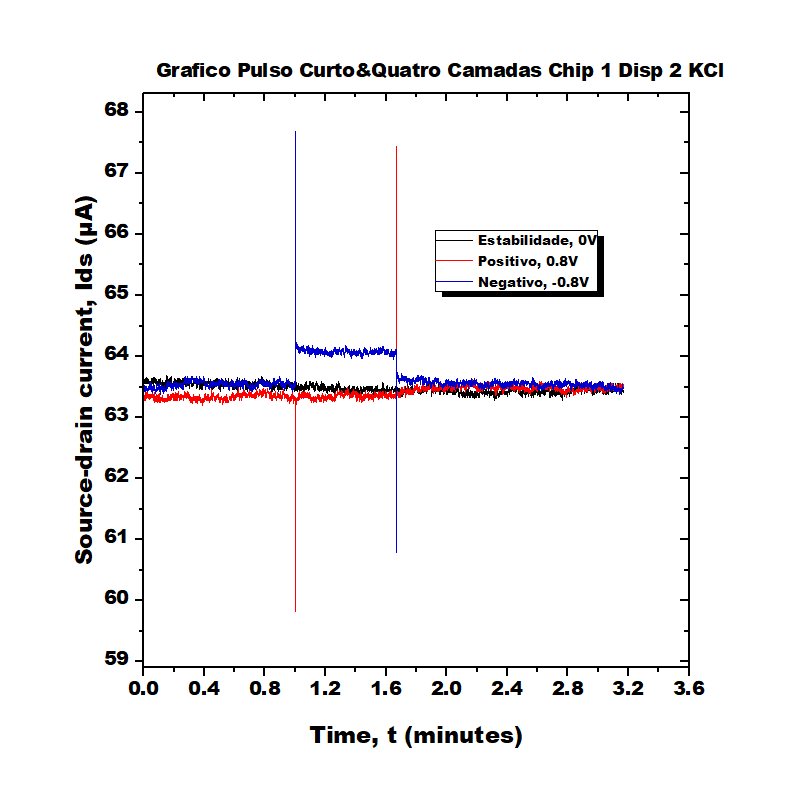 Grafico Pulso Curto&Quatro Camadas Chip 1 Disp 2 KCl
68
67
66
65
64
63
62
61
60
59
Source-drain current, Ids (µA)
Estabilidade, 0V
Positivo, 0.8V
Negativo, -0.8V
0.0 0.4 0.8 1.2 1.6 2.0 2.4 2.8 3.2 3.6
Time, t (minutes)